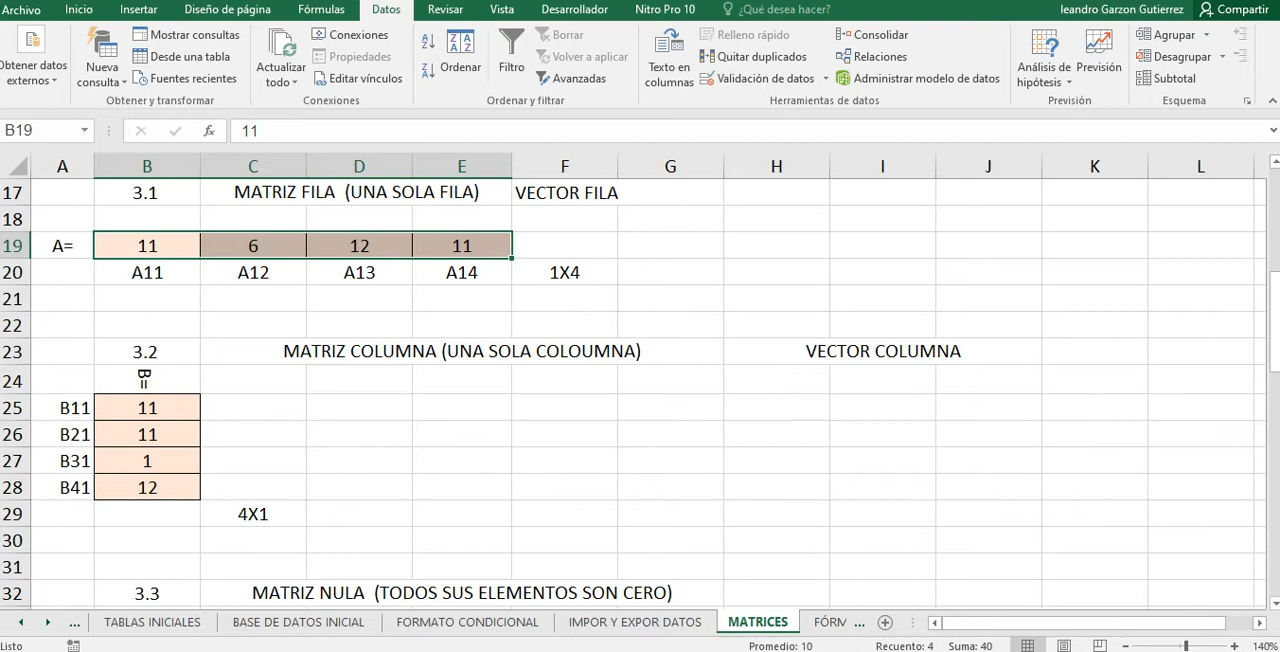 Archivo Inicio Insertar Diseño de página Fórmulas Datos Revisar Vista Desarrollador Nitro Pro 10 ¿Qué desea hacer? leandro Garzon Gutierrez Compartir
Obtener datos externos
Nueva consulta
Mostrar consultas
Desde una tabla
Fuentes recientes
Obtener y transformar
Actualizar todo
Conexiones
Propiedades
Editar vínculos
Conexiones
Ordenar
Filtro
Borrar
Volver a aplicar
Avanzadas
Ordenar y filtrar
Texto en columnas
Relleno rápido
Quitar duplicados
Validación de datos
Consolidar
Relaciones
Administrar modelo de datos
Herramientas de datos
Análisis de hipótesis
Previsión
Previsión
Agrupar
Desagrupar
Subtotal
Esquema
B19 fx 11
A B C D E F G H I J K L
17 3.1 MATRIZ FILA (UNA SOLA FILA) VECTOR FILA
18
19 A= 11 6 12 11
20 A11 A12 A13 A14 1X4
21
22
23 3.2 MATRIZ COLUMNA (UNA SOLA COLOUMNA) VECTOR COLUMNA
24 B=
25 B11 11
26 B21 11
27 B31 1
28 B41 12
29 4X1
30
31
32 3.3 MATRIZ NULA (TODOS SUS ELEMENTOS SON CERO)
... TABLAS INICIALES BASE DE DATOS INICIAL FORMATO CONDICIONAL IMPOR Y EXPOR DATOS MATRICES FÓRM ...
Listo Promedio: 10 Recuento: 4 Suma: 40 140%